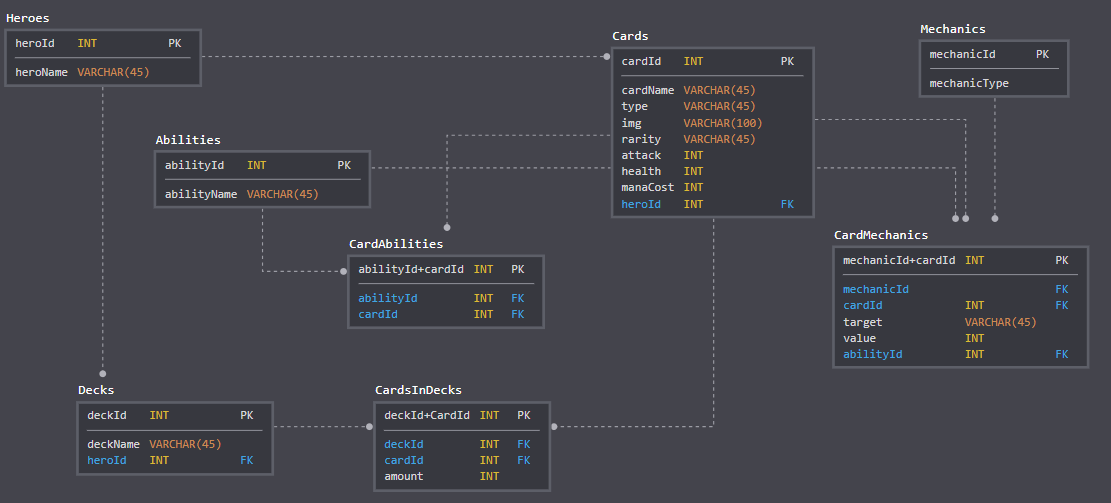 Heroes
heroId INT PK
heroName VARCHAR(45)
Cards
cardId INT PK
cardName VARCHAR(45)
type VARCHAR(45)
img VARCHAR(100)
rarity VARCHAR(45)
attack INT
health INT
manaCost INT
heroId INT FK
Mechanics
mechanicId PK
mechanicType
Abilities
abilityId INT PK
abilityName VARCHAR(45)
CardAbilities
abilityId+cardId INT PK
abilityId INT FK
cardId INT FK
CardMechanics
mechanicId+cardId INT PK
mechanicId FK
cardId INT FK
target VARCHAR(45)
value INT
abilityId INT FK
Decks
deckId INT PK
deckName VARCHAR(45)
heroId INT FK
CardsInDecks
deckId+CardId INT PK
deckId INT FK
cardId INT FK
amount INT